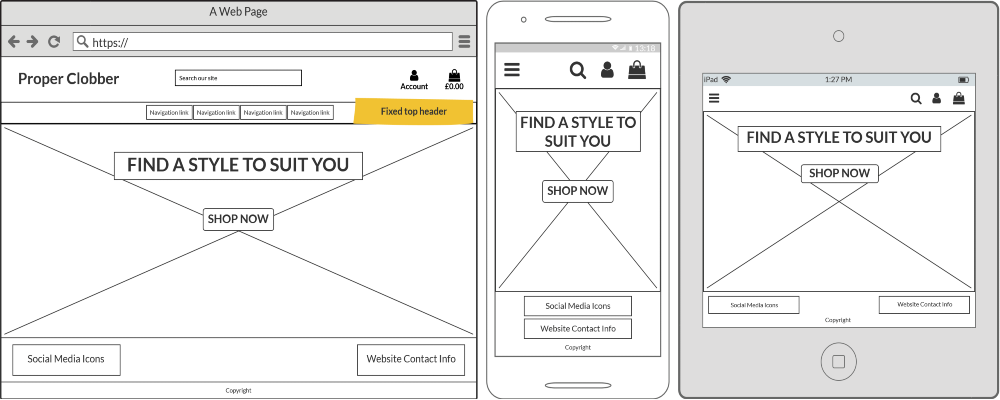 A Web Page
https://
Proper Clobber
Search our site
Account
£0.00
Navigation link Navigation link Navigation link Navigation link
Fixed top header
FIND A STYLE TO SUIT YOU
SHOP NOW
Social Media Icons
Website Contact Info
Copyright
12:18
FIND A STYLE TO
SUIT YOU
SHOP NOW
Social Media Icons
Website Contact Info
Copyright
iPad
1:27 PM
FIND A STYLE TO SUIT YOU
SHOP NOW
Social Media Icons
Website Contact Info
Copyright